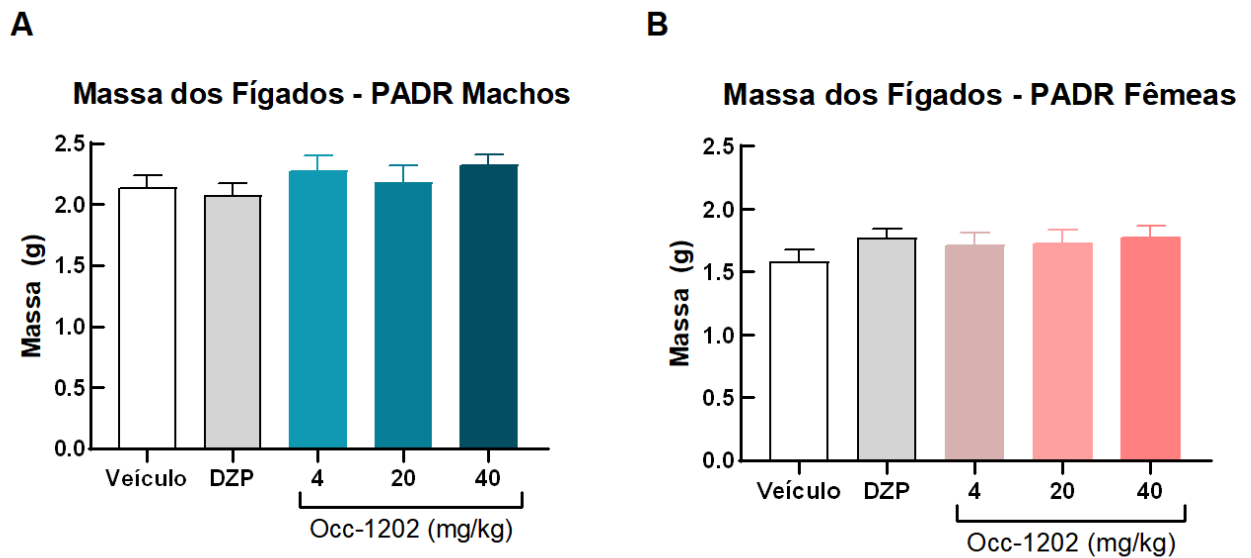 A
Massa dos Fígados - PADR Machos
Massa (g)
2.5
2.0
1.5
1.0
0.5
0.0
Veículo DZP 4 20 40
Occ-1202 (mg/kg)
B
Massa dos Fígados - PADR Fêmeas
Massa (g)
2.5
2.0
1.5
1.0
0.5
0.0
Veículo DZP 4 20 40
Occ-1202 (mg/kg)